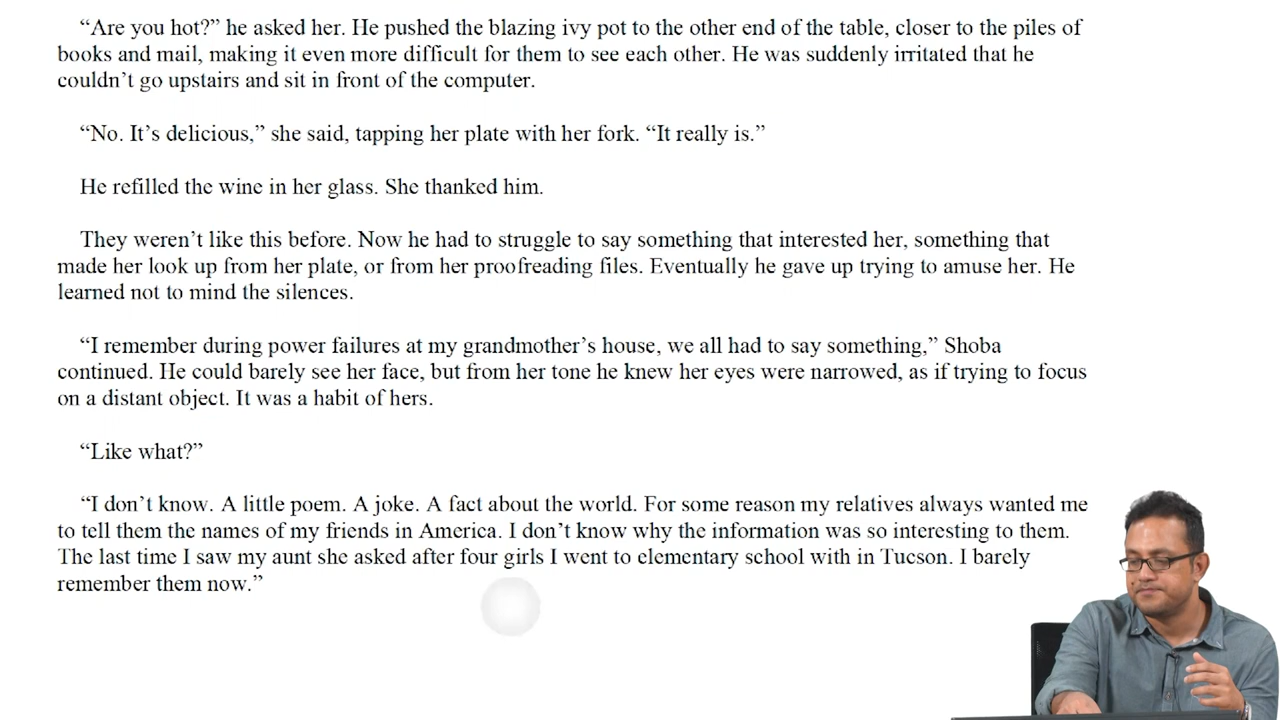 “Are you hot?” he asked her. He pushed the blazing ivy pot to the other end of the table, closer to the piles of
books and mail, making it even more difficult for them to see each other. He was suddenly irritated that he
couldn’t go upstairs and sit in front of the computer.
“No. It’s delicious,” she said, tapping her plate with her fork. “It really is.”
He refilled the wine in her glass. She thanked him.
They weren’t like this before. Now he had to struggle to say something that interested her, something that
made her look up from her plate, or from her proofreading files. Eventually he gave up trying to amuse her. He
learned not to mind the silences.
“I remember during power failures at my grandmother’s house, we all had to say something,” Shoba
continued. He could barely see her face, but from her tone he knew her eyes were narrowed, as if trying to focus
on a distant object. It was a habit of hers.
“Like what?”
“I don’t know. A little poem. A joke. A fact about the world. For some reason my relatives always wanted me
to tell them the names of my friends in America. I don’t know why the information was so interesting to them.
The last time I saw my aunt she asked after four girls I went to elementary school with in Tucson. I barely
remember them now.”